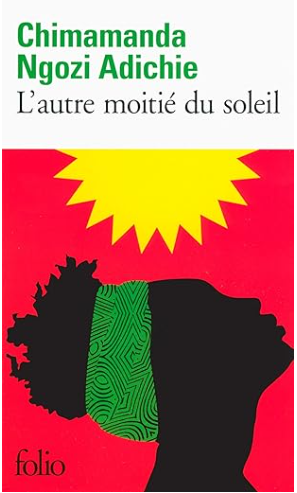 Chimamanda
Ngozi Adichie
L'autre moitié du soleil
folio